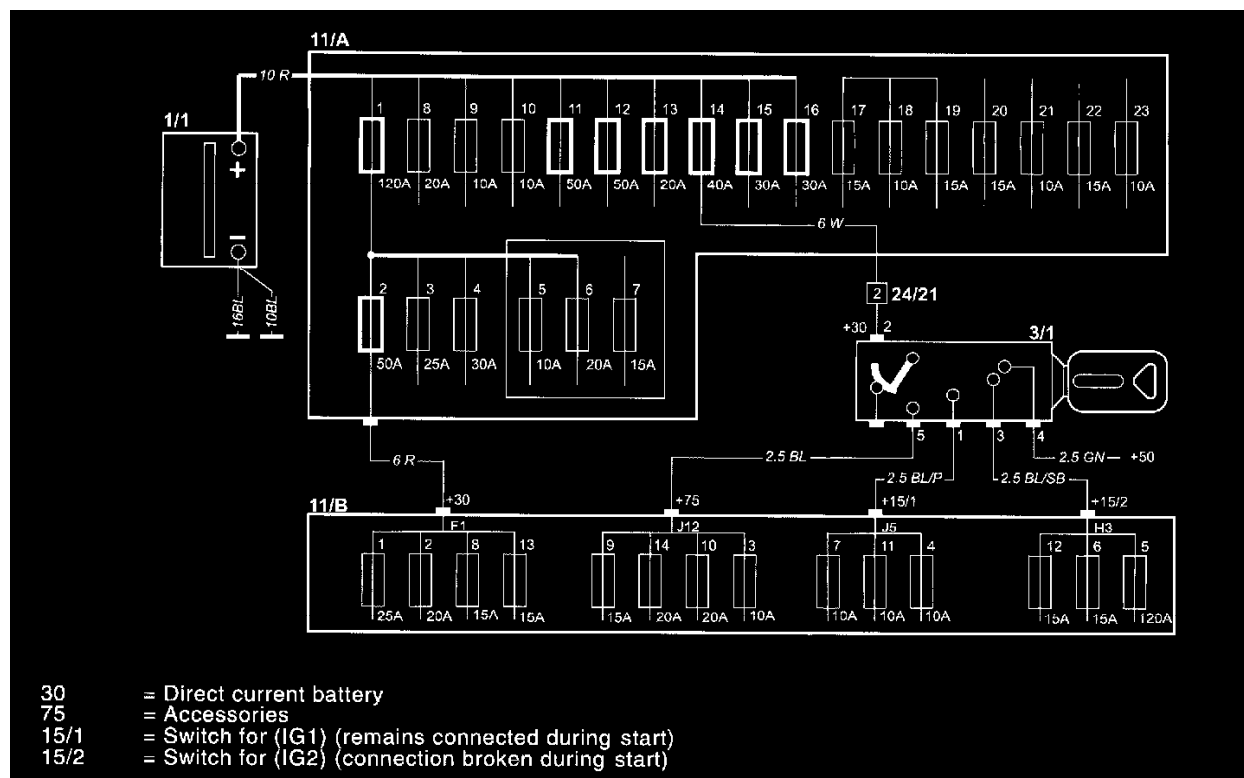 11/A
10 R
1/1
1 8 9 10 11 12 13 14 15 16 17 18 19 20 21 22 23
+
120A 20A 10A 10A 50A 50A 20A 40A 30A 30A 15A 10A 15A 15A 10A 15A 10A
6 W
−
2 3 4 5 6 7
2 24/21
16BL 10BL
+30 2 3/1
50A 25A 30A 10A 20A 15A
5 1 3 4
6 R 2.5 BL 2.5 GN +50
2.5 BL/P 2.5 BL/SB
11/B +30 +75 +15/1 +15/2
F1 J12 J5 H3
1 2 8 13 9 14 10 3 7 11 4 12 6 5
25A 20A 15A 15A 15A 20A 20A 10A 10A 10A 10A 15A 15A 120A
30 = Direct current battery
75 = Accessories
15/1 = Switch for (IG1) (remains connected during start)
15/2 = Switch for (IG2) (connection broken during start)